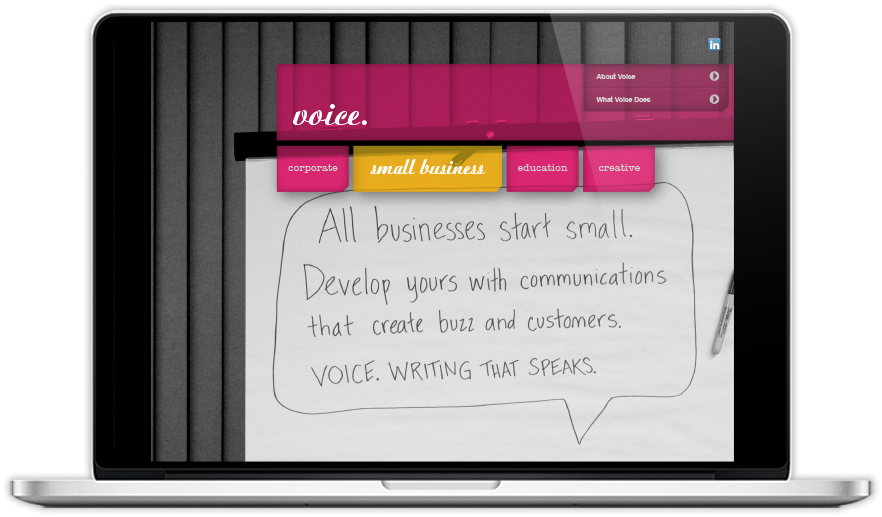 in
About Voice
What Voice Does
voice.
corporate
small business
education
creative
All businesses start small.
Develop yours with communications
that create buzz and customers.
VOICE. WRITING THAT SPEAKS.